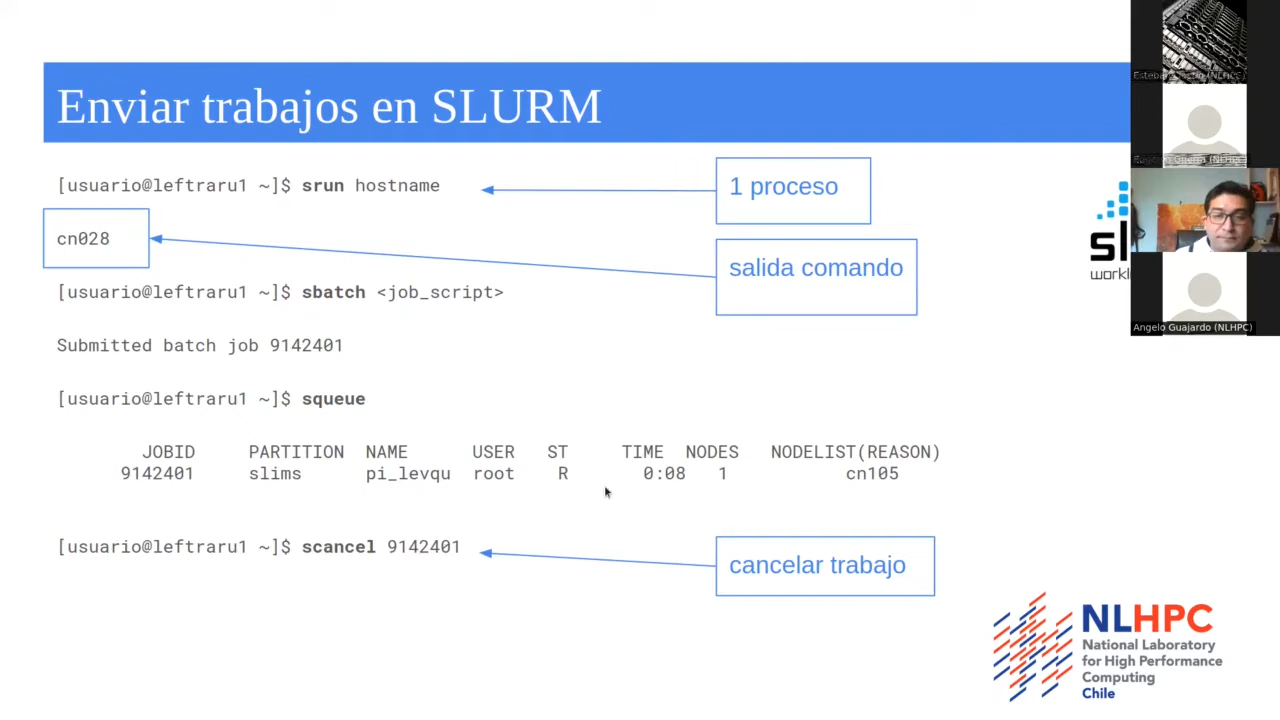 Enviar trabajos en SLURM
[usuario@leftraru1 ~]$ srun hostname
1 proceso
cn028
salida comando
[usuario@leftraru1 ~]$ sbatch <job_script>
Submitted batch job 9142401
[usuario@leftraru1 ~]$ squeue
JOBID PARTITION NAME USER ST TIME NODES NODELIST(REASON)
9142401 slims pi_levqu root R 0:08 1 cn105
[usuario@leftraru1 ~]$ scancel 9142401
cancelar trabajo
(NLHPC)
(NLHPC)
Angelo Guajardo (NLHPC)
NLHPC
National Laboratory
for High Performance
Computing
Chile